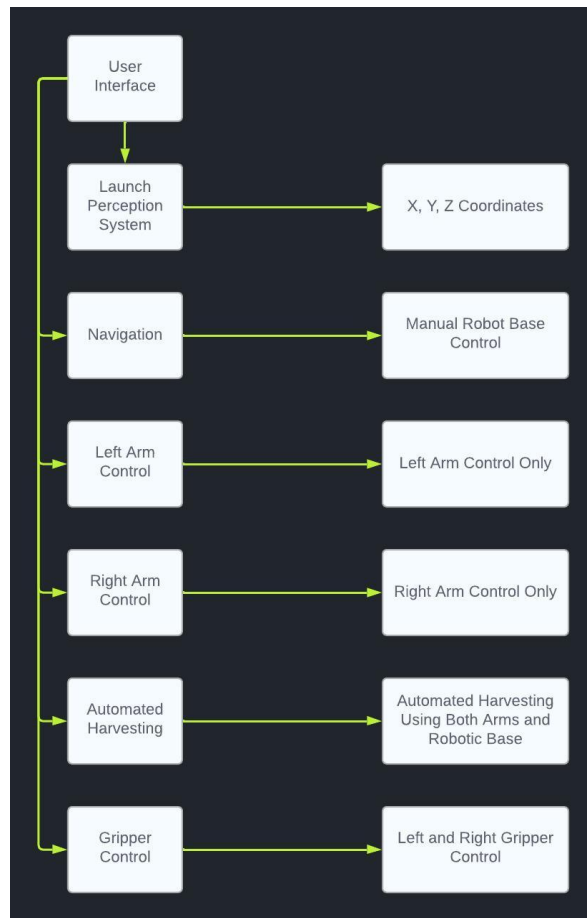 User
Interface
Launch
Perception
System
X, Y, Z Coordinates
Navigation
Manual Robot Base
Control
Left Arm
Control
Left Arm Control Only
Right Arm
Control
Right Arm Control Only
Automated
Harvesting
Automated Harvesting
Using Both Arms and
Robotic Base
Gripper
Control
Left and Right Gripper
Control